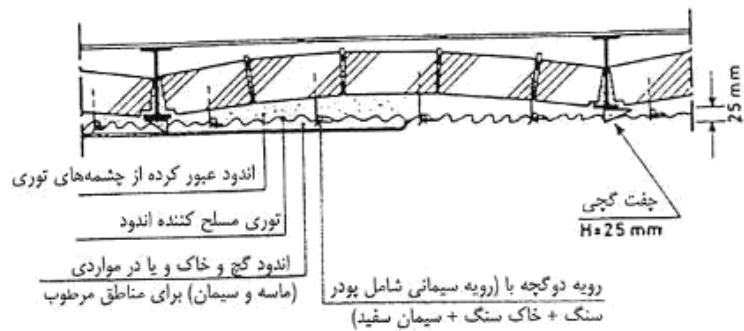 25 mm
اندود عبور کرده از چشمه‌های توری
چفت گچی
H=25 mm
توری مسلح کننده اندود
اندود گچ و خاک و یا در مواردی
(ماسه و سیمان) برای مناطق مرطوب
رویه دوگچه با (رویه سیمانی شامل پودر
سنگ + خاک سنگ + سیمان سفید)